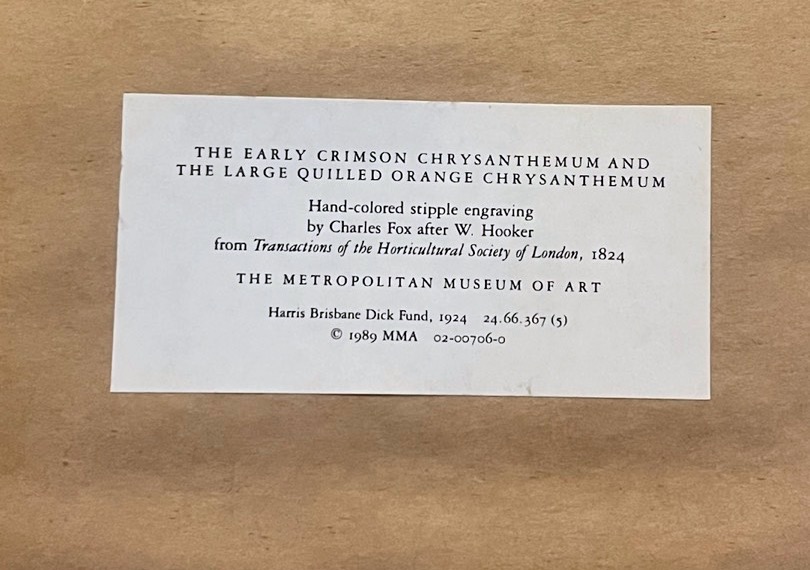 THE EARLY CRIMSON CHRYSANTHEMUM AND
THE LARGE QUILLED ORANGE CHRYSANTHEMUM
Hand-colored stipple engraving
by Charles Fox after W. Hooker
from Transactions of the Horticultural Society of London, 1824
THE METROPOLITAN MUSEUM OF ART
Harris Brisbane Dick Fund, 1924 24.66.367 (5)
© 1989 MMA 02-00706-0